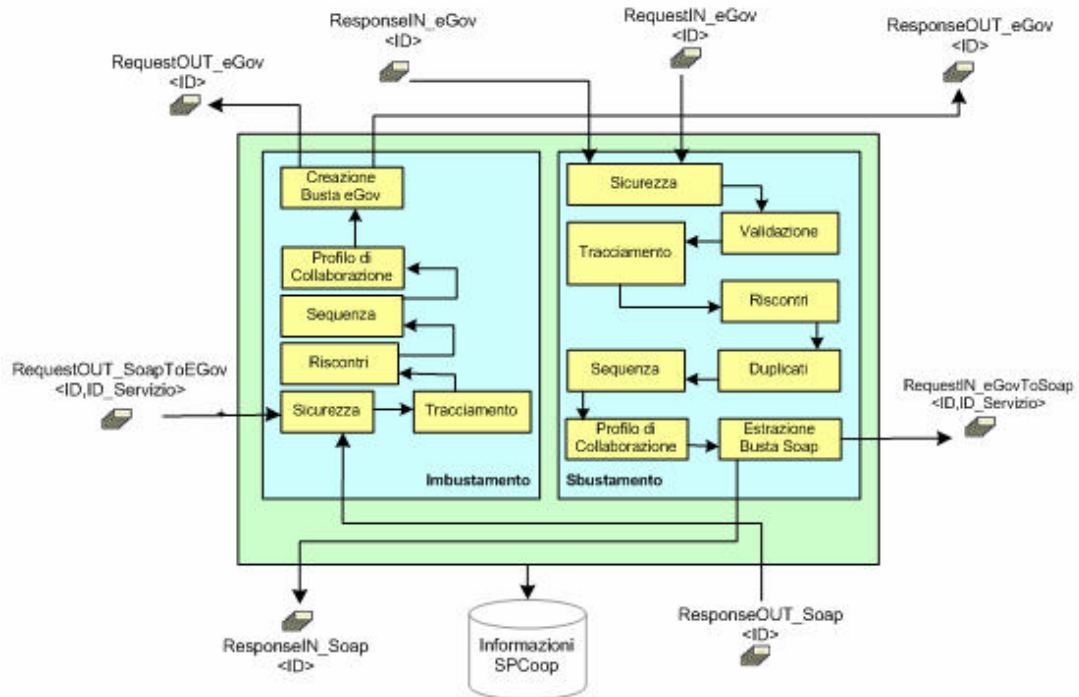 ResponseIN_eGov
<ID>
RequestIN_eGov
<ID>
ResponseOUT_eGov
<ID>
RequestOUT_eGov
<ID>
Creazione
Busta eGov
Profilo di
Collaborazione
Sequenza
Riscontri
Sicurezza
Tracciamento
Imbustamento
Sicurezza
Validazione
Tracciamento
Riscontri
Duplicati
Sequenza
Profilo di
Collaborazione
Estrazione
Busta Soap
Sbustamento
RequestOUT_SoapToEGov
<ID,ID_Servizio>
RequestIN_eGovToSoap
<ID,ID_Servizio>
ResponseIN_Soap
<ID>
Informazioni
SPCoop
ResponseOUT_Soap
<ID>